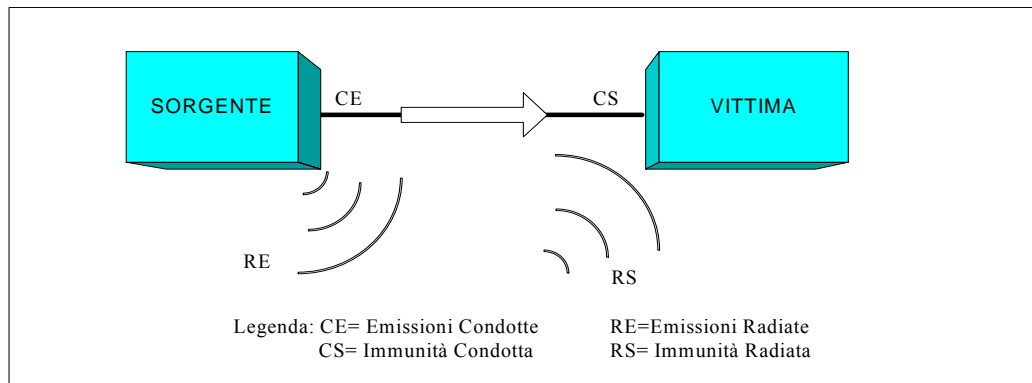 SORGENTE
CE
CS
VITTIMA
RE
RS
Legenda: CE= Emissioni Condotte
RE=Emissioni Radiate
CS= Immunità Condotta
RS= Immunità Radiata